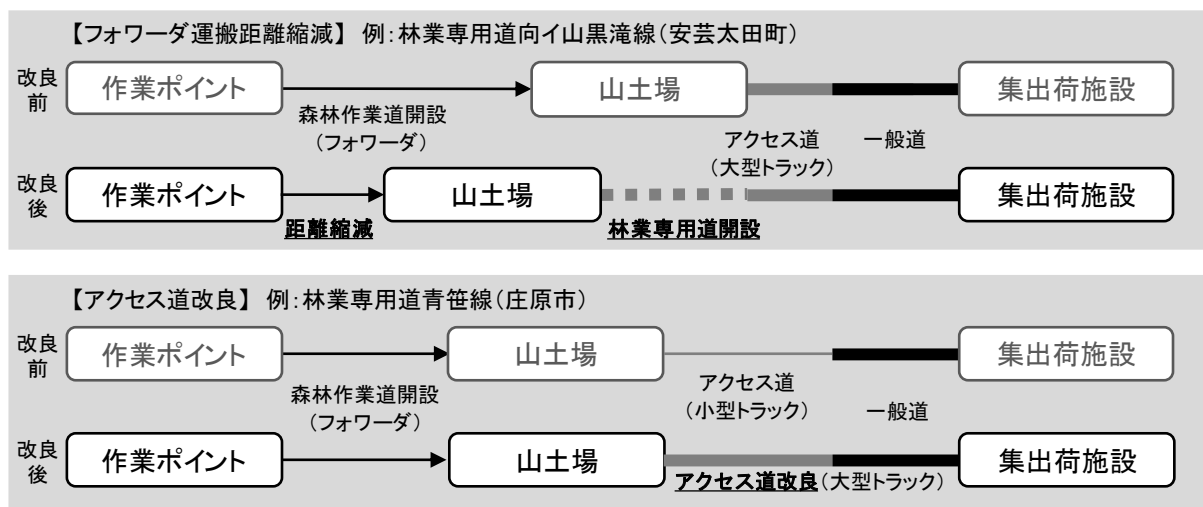 【フォワーダ運搬距離縮減】 例：林業専用道向イ山黒滝線（安芸太田町）
改良
前
作業ポイント
山土場
集出荷施設
森林作業道開設
（フォワーダ）
アクセス道
（大型トラック）
一般道
改良
後
作業ポイント
山土場
集出荷施設
距離縮減
林業専用道開設
【アクセス道改良】 例：林業専用道青笹線（庄原市）
改良
前
作業ポイント
山土場
集出荷施設
森林作業道開設
（フォワーダ）
アクセス道
（小型トラック）
一般道
改良
後
作業ポイント
山土場
集出荷施設
アクセス道改良（大型トラック）